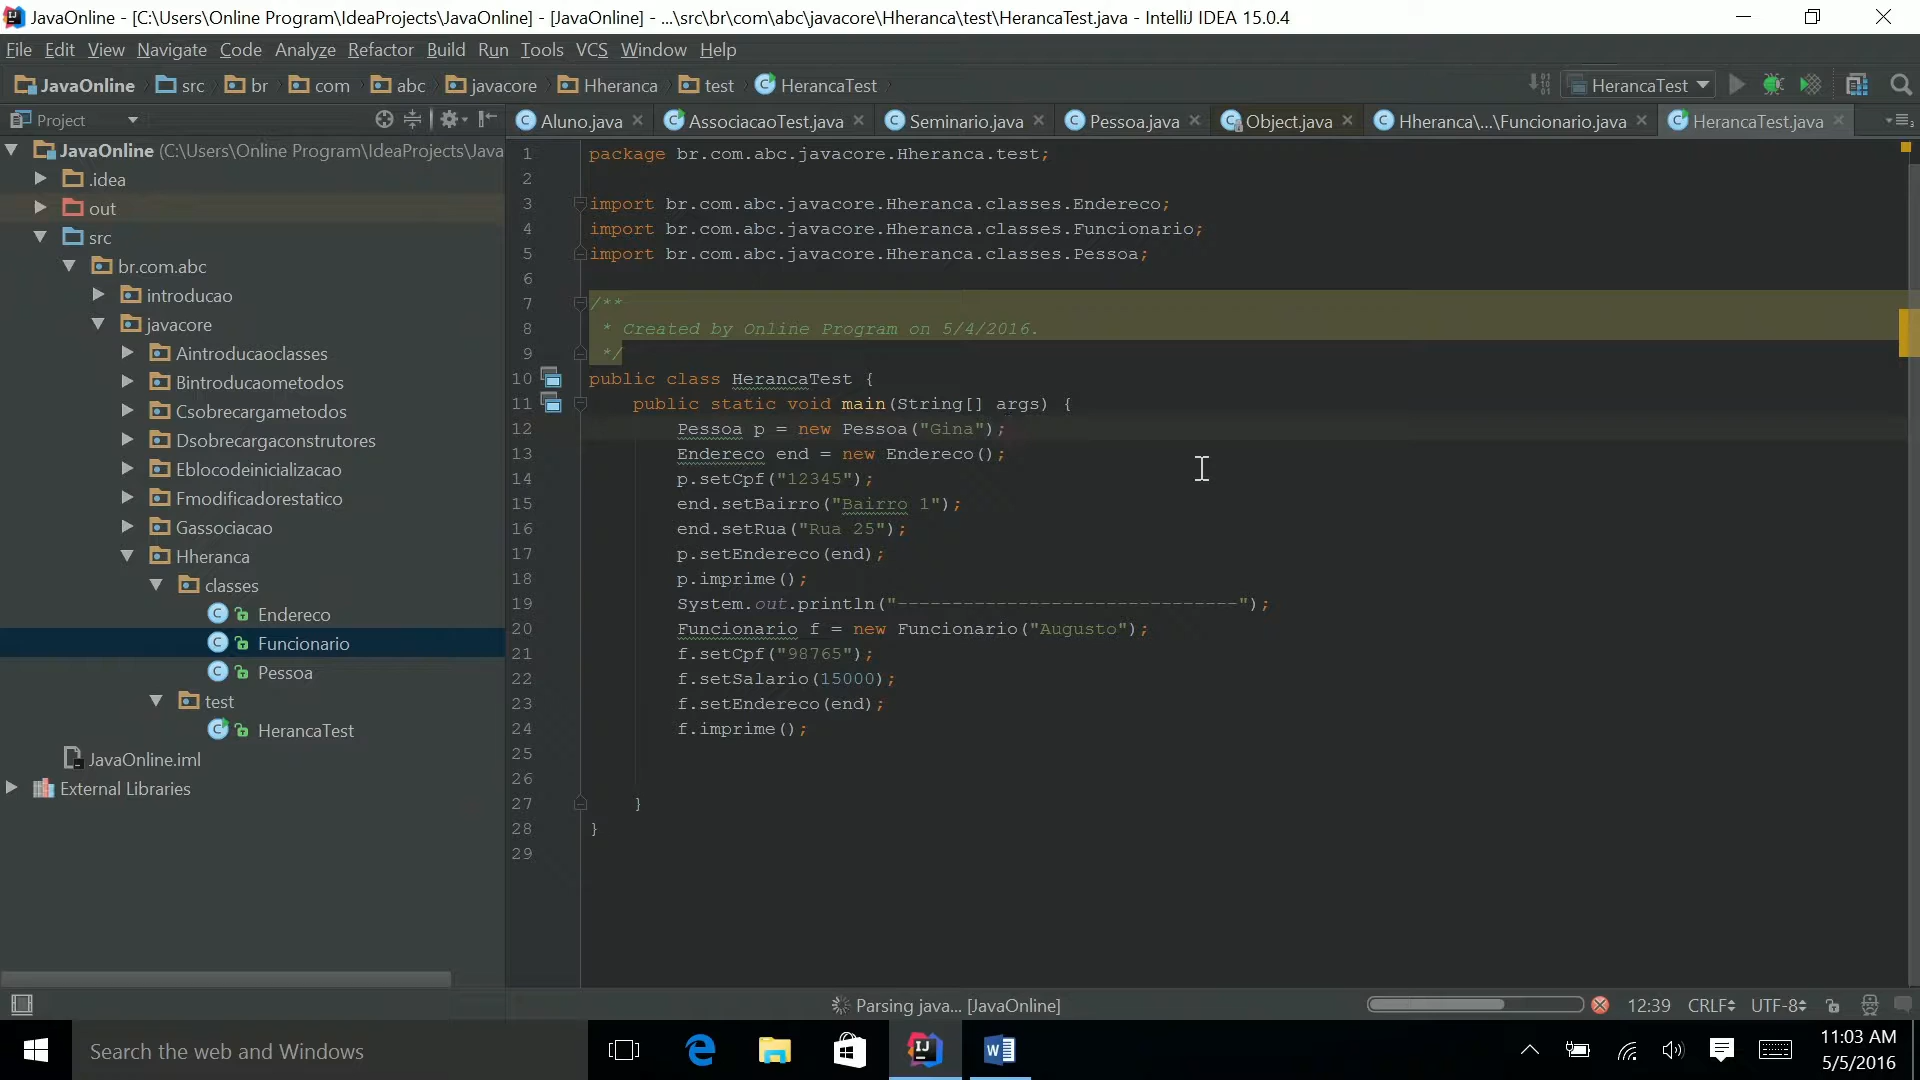 JavaOnline - [C:\Users\Online Program\IdeaProjects\JavaOnline] - [JavaOnline] - ...\src\br\com\abc\javacore\Hheranca\test\HerancaTest.java - IntelliJ IDEA 15.0.4
File Edit View Navigate Code Analyze Refactor Build Run Tools VCS Window Help
JavaOnline src br com abc javacore Hheranca test HerancaTest HerancaTest
Project
Aluno.java AssociacaoTest.java Seminario.java Pessoa.java Object.java Hheranca\...\Funcionario.java HerancaTest.java
JavaOnline (C:\Users\Online Program\IdeaProjects\Java
.idea
out
src
br.com.abc
introducao
javacore
Aintroducaoclasses
Bintroducaometodos
Csobrecargametodos
Dsobrecargaconstrutores
Eblocodeinicializacao
Fmodificadorestatico
Gassociacao
Hheranca
classes
Endereco
Funcionario
Pessoa
test
HerancaTest
JavaOnline.iml
External Libraries
1 package br.com.abc.javacore.Hheranca.test;
2
3 import br.com.abc.javacore.Hheranca.classes.Endereco;
4 import br.com.abc.javacore.Hheranca.classes.Funcionario;
5 import br.com.abc.javacore.Hheranca.classes.Pessoa;
6
7 /**
8 * Created by Online Program on 5/4/2016.
9 */
10 public class HerancaTest {
11 public static void main(String[] args) {
12 Pessoa p = new Pessoa("Gina");
13 Endereco end = new Endereco();
14 p.setCpf("12345");
15 end.setBairro("Bairro 1");
16 end.setRua("Rua 25");
17 p.setEndereco(end);
18 p.imprime();
19 System.out.println("-------------------------------");
20 Funcionario f = new Funcionario("Augusto");
21 f.setCpf("98765");
22 f.setSalario(15000);
23 f.setEndereco(end);
24 f.imprime();
25
26
27 }
28 }
29
Parsing java... [JavaOnline] 12:39 CRLF UTF-8
Search the web and Windows
11:03 AM
5/5/2016